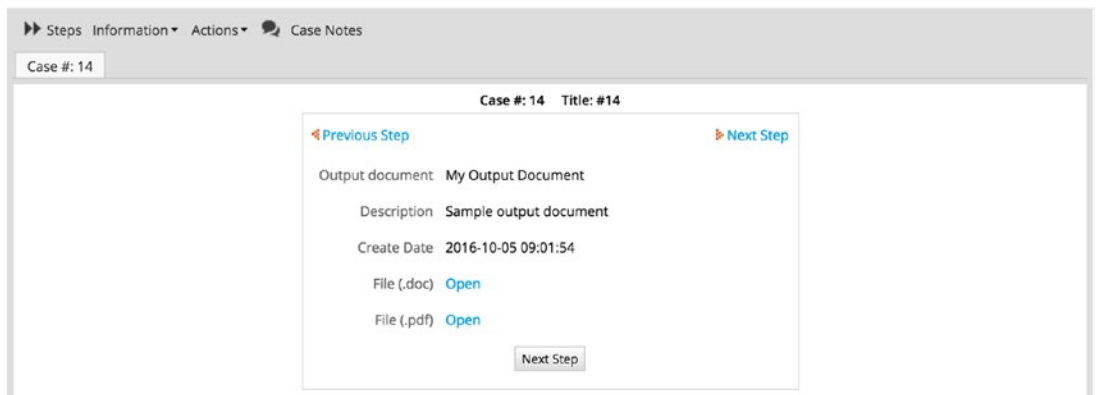 Steps Information Actions Case Notes
Case #: 14
Case #: 14 Title: #14
Previous Step Next Step
Output document My Output Document
Description Sample output document
Create Date 2016-10-05 09:01:54
File (.doc) Open
File (.pdf) Open
Next Step